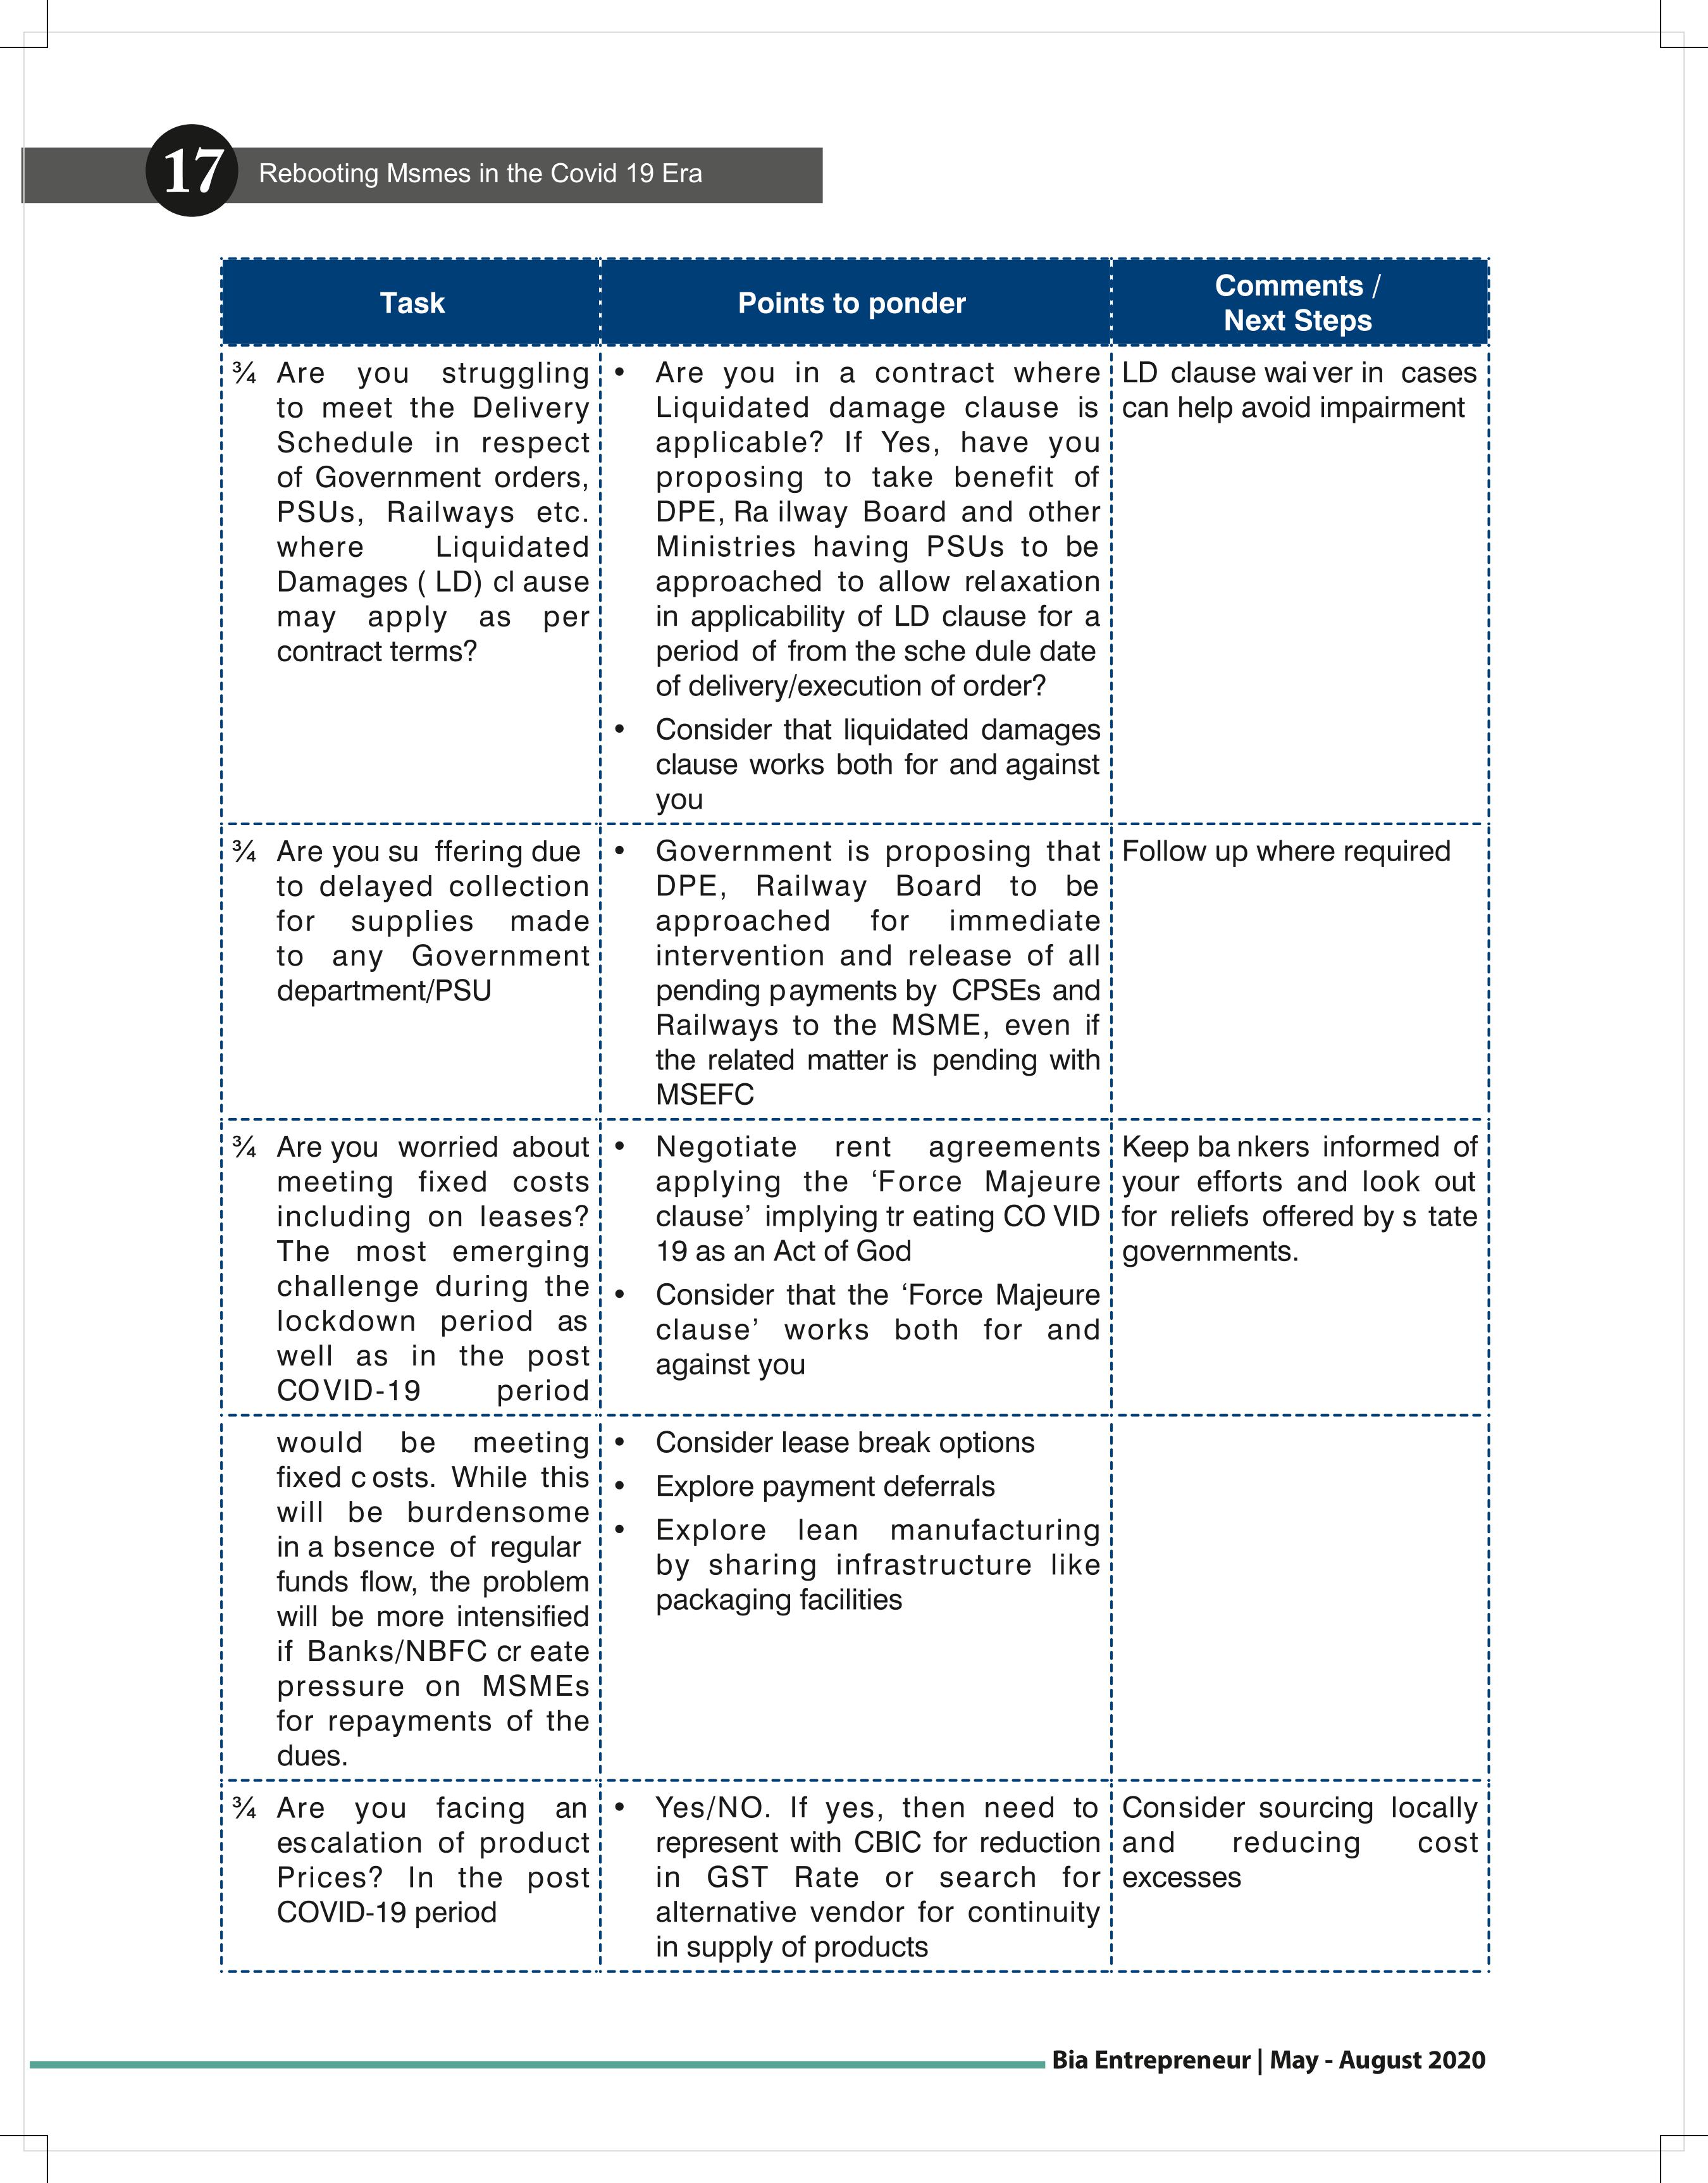 17
Rebooting Msmes in the Covid 19 Era
Task
Points to ponder
Comments /
Next Steps
¾ Are you struggling
to meet the Delivery
Schedule in respect
of Government orders,
PSUs, Railways etc.
where Liquidated
Damages ( LD) cl ause
may apply as per
contract terms?
• Are you in a contract where
Liquidated damage clause is
applicable? If Yes, have you
proposing to take benefit of
DPE, Ra ilway Board and other
Ministries having PSUs to be
approached to allow relaxation
in applicability of LD clause for a
period of from the sche dule date
of delivery/execution of order?
• Consider that liquidated damages
clause works both for and against
you
LD clause wai ver in cases
can help avoid impairment
¾ Are you su ffering due
to delayed collection
for supplies made
to any Government
department/PSU
• Government is proposing that
DPE, Railway Board to be
approached for immediate
intervention and release of all
pending payments by CPSEs and
Railways to the MSME, even if
the related matter is pending with
MSEFC
Follow up where required
¾ Are you worried about
meeting fixed costs
including on leases?
The most emerging
challenge during the
lockdown period as
well as in the post
COVID-19 period
• Negotiate rent agreements
applying the ‘Force Majeure
clause’ implying tr eating CO VID
19 as an Act of God
• Consider that the ‘Force Majeure
clause’ works both for and
against you
Keep ba nkers informed of
your efforts and look out
for reliefs offered by s tate
governments.
would be meeting
fixed c osts. While this
will be burdensome
in a bsence of regular
funds flow, the problem
will be more intensified
if Banks/NBFC cr eate
pressure on MSMEs
for repayments of the
dues.
• Consider lease break options
• Explore payment deferrals
• Explore lean manufacturing
by sharing infrastructure like
packaging facilities
¾ Are you facing an
escalation of product
Prices? In the post
COVID-19 period
• Yes/NO. If yes, then need to
represent with CBIC for reduction
in GST Rate or search for
alternative vendor for continuity
in supply of products
Consider sourcing locally
and reducing cost
excesses
Bia Entrepreneur | May - August 2020